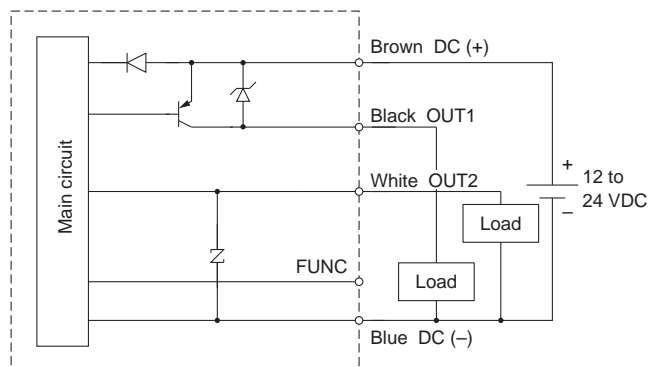 Main circuit
Brown DC (+)
Black OUT1
White OUT2
FUNC
Blue DC (–)
Load
Load
+
–
12 to
24 VDC